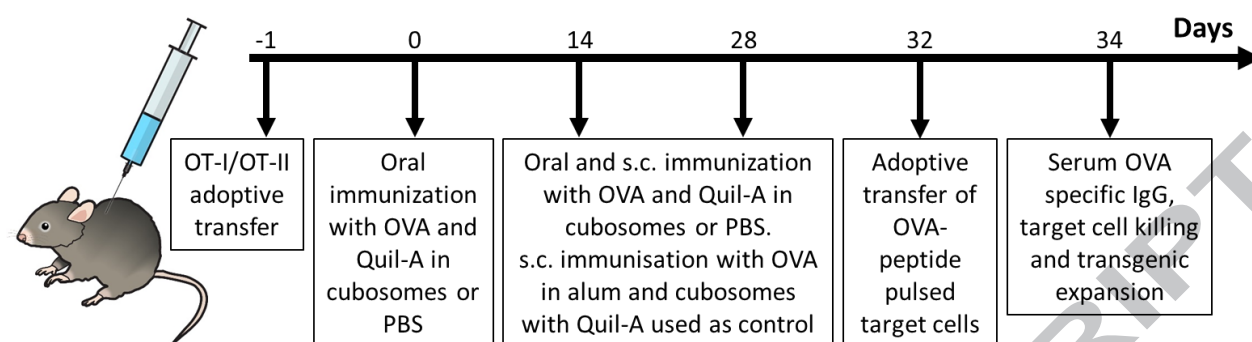 -1 0 14 28 32 34 Days
OT-I/OT-II
adoptive
transfer
Oral
immunization
with OVA and
Quil-A in
cubosomes or
PBS
Oral and s.c. immunization
with OVA and Quil-A in
cubosomes or PBS.
s.c. immunisation with OVA
in alum and cubosomes
with Quil-A used as control
Adoptive
transfer of
OVA-
peptide
pulsed
target cells
Serum OVA
specific IgG,
target cell killing
and transgenic
expansion
RIPT